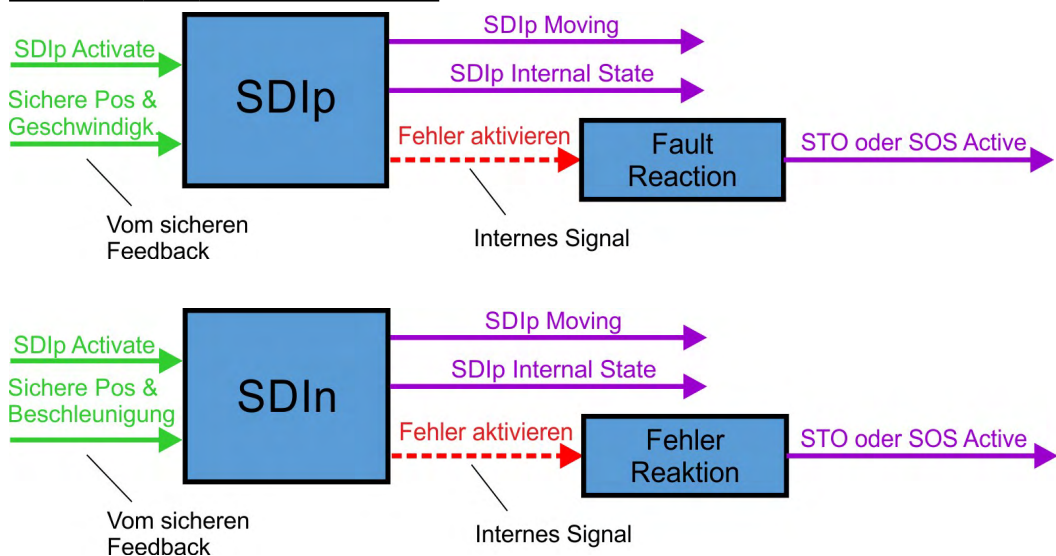 SDIp Activate
Sichere Pos &
Geschwindigk.
Vom sicheren
Feedback
SDIp
SDIp Moving
SDIp Internal State
Fehler aktivieren
Internes Signal
Fault
Reaction
STO oder SOS Active
SDIp Activate
Sichere Pos &
Beschleunigung
Vom sicheren
Feedback
SDIn
SDIp Moving
SDIp Internal State
Fehler aktivieren
Internes Signal
Fehler
Reaktion
STO oder SOS Active